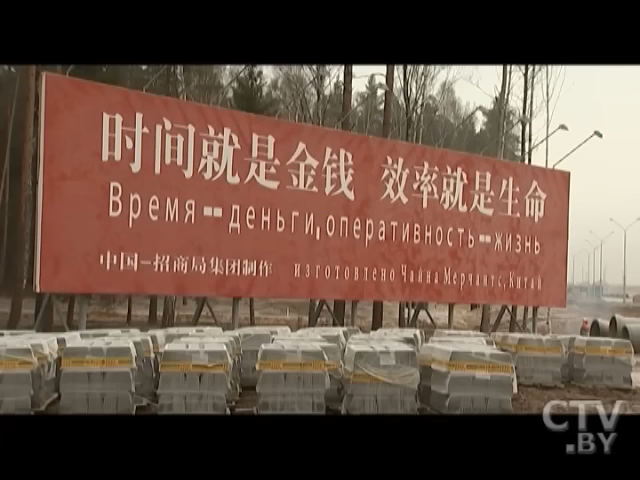 时间就是金钱 效率就是生命
Время--деньги,оперативность--жизнь
中国-招商局集团制作 изготовлено Чайна Мерчантс, Китай
CTV
.BY